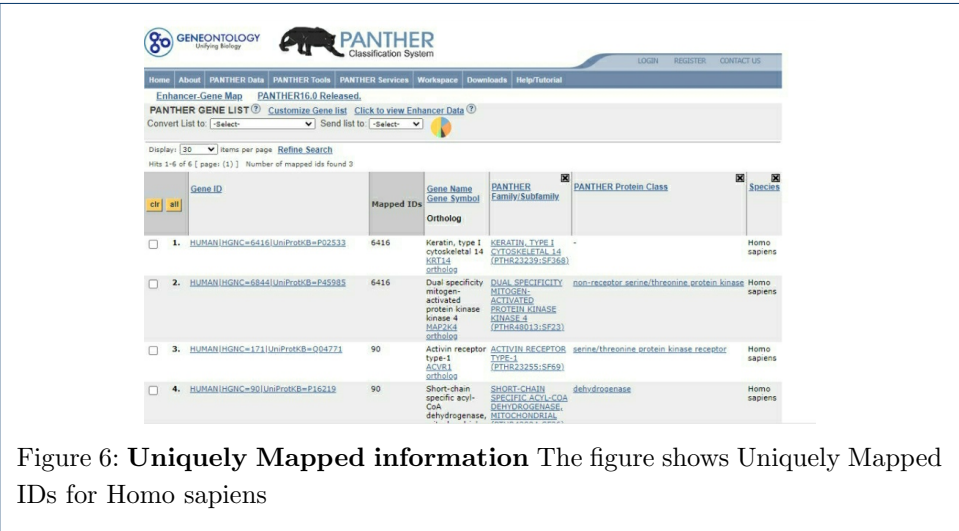 GENEONTOLOGY
Unifying Biology
PANTHER
Classification System
LOGIN REGISTER CONTACT US
Home About PANTHER Data PANTHER Tools PANTHER Services Workspace Downloads Help/Tutorial
Enhancer-Gene Map PANTHER16.0 Released.
PANTHER GENE LIST ? Customize Gene list Click to view Enhancer Data ?
Convert List to: -Select- Send list to: -Select-
Display: 30 items per page Refine Search
Hits 1-6 of 6 [ page: (1) ] Number of mapped ids found 3
clr all
Gene ID
Mapped IDs
Gene Name
Gene Symbol
Ortholog
PANTHER
Family/Subfamily
PANTHER Protein Class
Species
1. HUMAN|HGNC=6416|UniProtKB=P02533 6416
Keratin, type I
cytoskeletal 14
KRT14
ortholog
KERATIN, TYPE I
CYTOSKELETAL 14
(PTHR23239:SF368)
-
Homo
sapiens
2. HUMAN|HGNC=6844|UniProtKB=P45985 6416
Dual specificity
mitogen-
activated
protein kinase
kinase 4
MAP2K4
ortholog
DUAL SPECIFICITY
MITOGEN-
ACTIVATED
PROTEIN KINASE
KINASE 4
(PTHR48013:SF23)
non-receptor serine/threonine protein kinase
Homo
sapiens
3. HUMAN|HGNC=171|UniProtKB=Q04771 90
Activin receptor
type-1
ACVR1
ortholog
ACTIVIN RECEPTOR
TYPE-1
(PTHR23255:SF69)
serine/threonine protein kinase receptor
Homo
sapiens
4. HUMAN|HGNC=90|UniProtKB=P16219 90
Short-chain
specific acyl-
CoA
dehydrogenase,
SHORT-CHAIN
SPECIFIC ACYL-COA
DEHYDROGENASE,
MITOCHONDRIAL
dehydrogenase
Homo
sapiens
Figure 6: Uniquely Mapped information The figure shows Uniquely Mapped
IDs for Homo sapiens